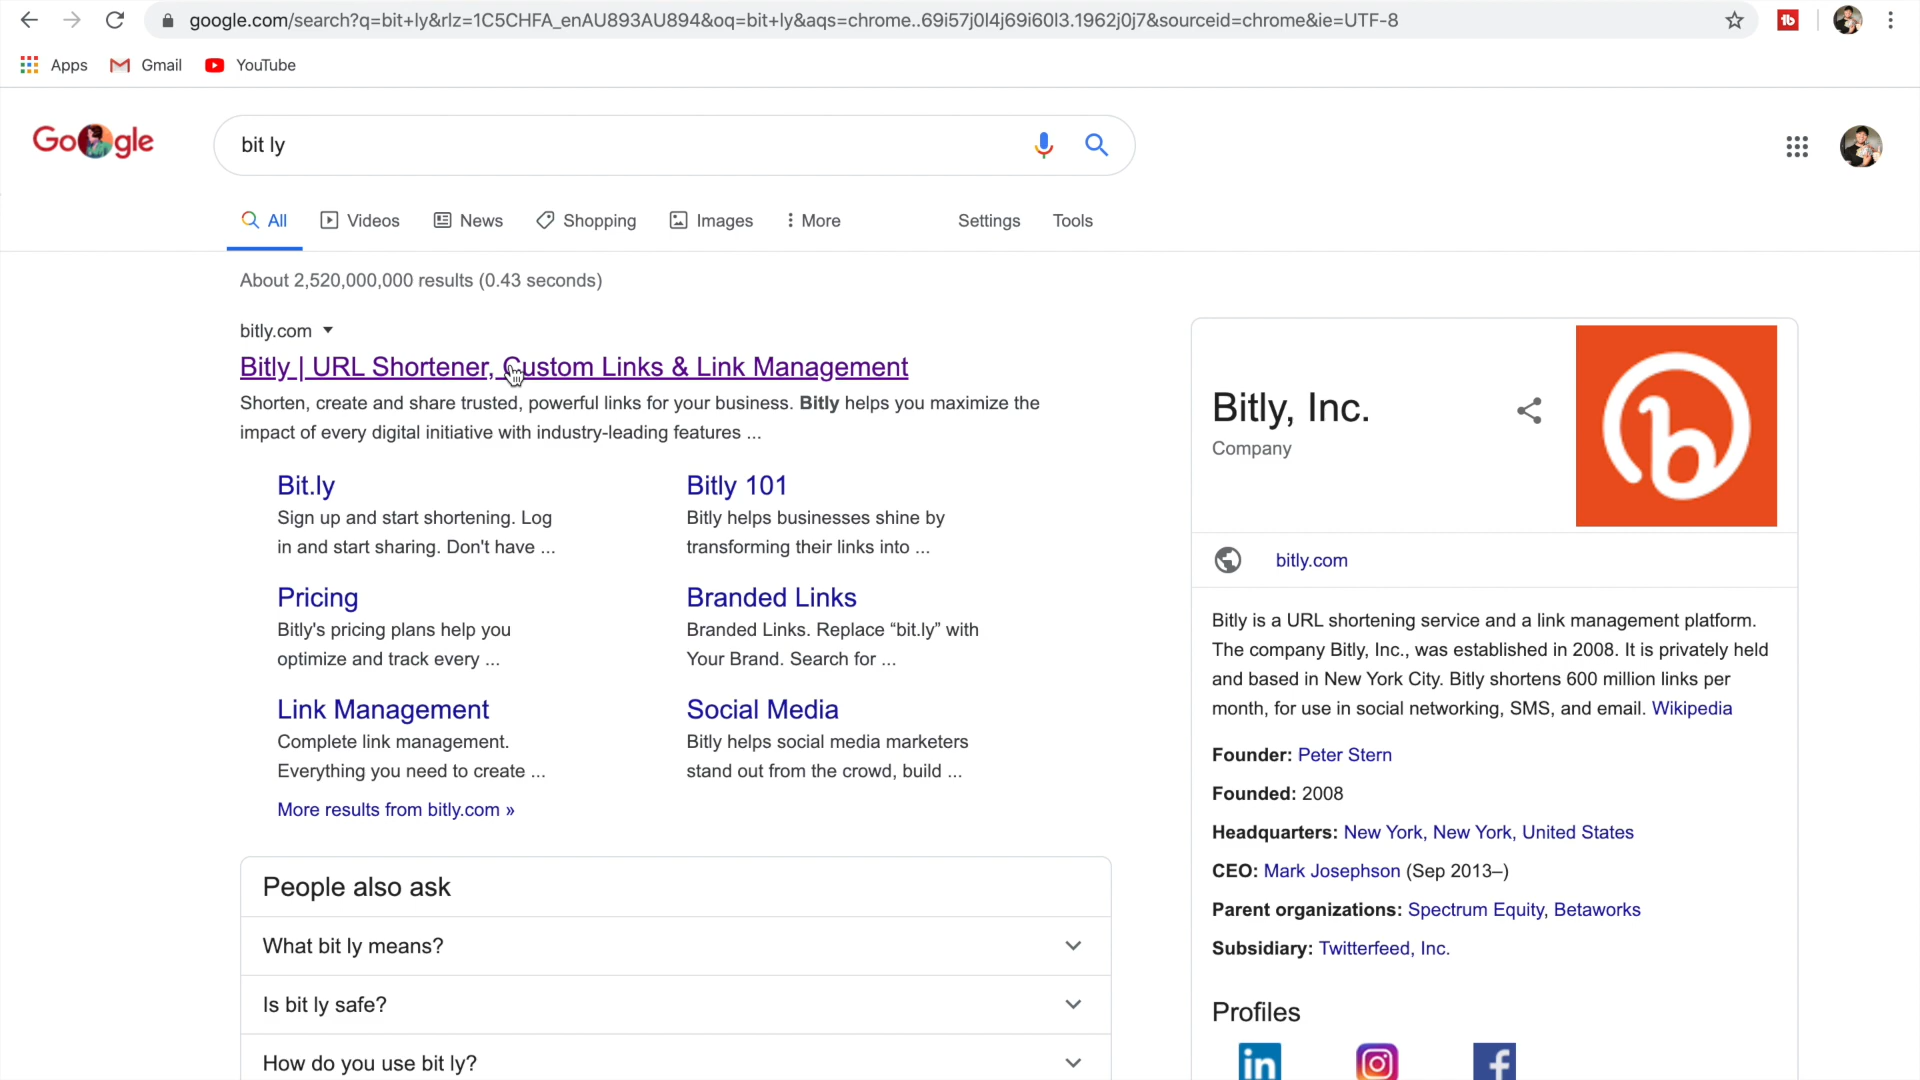 google.com/search?q=bit+ly&rlz=1C5CHFA_enAU893AU894&oq=bit+ly&aqs=chrome..69i57j0l4j69i60l3.1962j0j7&sourceid=chrome&ie=UTF-8
Apps Gmail YouTube
Google
bit ly
All Videos News Shopping Images More Settings Tools
About 2,520,000,000 results (0.43 seconds)
bitly.com
Bitly | URL Shortener, Custom Links & Link Management
Shorten, create and share trusted, powerful links for your business. Bitly helps you maximize the
impact of every digital initiative with industry-leading features ...
Bit.ly
Sign up and start shortening. Log
in and start sharing. Don't have ...
Bitly 101
Bitly helps businesses shine by
transforming their links into ...
Pricing
Bitly's pricing plans help you
optimize and track every ...
Branded Links
Branded Links. Replace “bit.ly” with
Your Brand. Search for ...
Link Management
Complete link management.
Everything you need to create ...
Social Media
Bitly helps social media marketers
stand out from the crowd, build ...
More results from bitly.com »
People also ask
What bit ly means?
Is bit ly safe?
How do you use bit ly?
Bitly, Inc.
Company
bitly.com
Bitly is a URL shortening service and a link management platform.
The company Bitly, Inc., was established in 2008. It is privately held
and based in New York City. Bitly shortens 600 million links per
month, for use in social networking, SMS, and email. Wikipedia
Founder: Peter Stern
Founded: 2008
Headquarters: New York, New York, United States
CEO: Mark Josephson (Sep 2013–)
Parent organizations: Spectrum Equity, Betaworks
Subsidiary: Twitterfeed, Inc.
Profiles